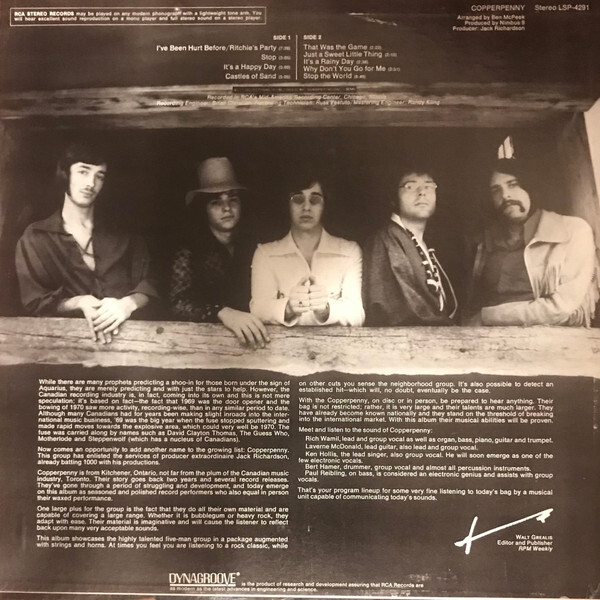 RCA STEREO RECORDS may be played on any modern phonograph with a lightweight tone arm. You
will hear excellent sound reproduction on a mono player and full stereo sound on a stereo player.
COPPERPENNY Stereo LSP-4291
Arranged by Ben McPeek
Produced by Nimbus 9
Producer: Jack Richardson
SIDE 1
I've Been Hurt Before/Ritchie's Party
Stop
It's a Happy Day
Castles of Sand
SIDE 2
That Was the Game
Just a Sweet Little Thing
It's a Rainy Day
Why Don't You Go for Me
Stop the World
Recorded in RCA's Mid-America Recording Center, Chicago, Illinois
Recording Engineer: Brian Recording Technician: Mastering Engineer: Randy Kling
While there are many prophets predicting a shoo-in for those born under the sign of
Aquarius, they are merely predicting and with just the stars to help. However, the
Canadian recording industry is, in fact, coming into its own and this is not mere
speculation; it's based on fact—the fact that 1969 was the door opener and the
bowing of 1970 saw more activity, recording-wise, than in any similar period to date.
Although many Canadians had for years been making slight inroads into the inter-
national music business, '69 was the big year when the fuse stopped sputtering and
made rapid moves towards the explosive area, which could very well be 1970. The
fuse was carried along by names such as David Clayton Thomas, The Guess Who,
Motherlode and Steppenwolf (which has a nucleus of Canadians).
Now comes an opportunity to add another name to the growing list: Copperpenny.
This group has enlisted the services of producer extraordinaire Jack Richardson,
already batting 1000 with his productions.
Copperpenny is from Kitchener, Ontario, not far from the plum of the Canadian music
industry, Toronto. Their story goes back two years and several record releases.
They've gone through a period of struggling and development, and today emerge
on this album as seasoned and polished record performers who also equal in person
their waxed performance.
One large plus for the group is the fact that they do all their own material and are
capable of covering a large range. Whether it is bubblegum or heavy rock, they
adapt with ease. Their material is imaginative and will cause the listener to reflect
back upon many very acceptable sounds.
This album showcases the highly talented five-man group in a package augmented
with strings and horns. At times you feel you are listening to a rock classic, while
on other cuts you sense the neighborhood group. It's also possible to detect an
established hit—which will, no doubt, eventually be the case.
With the Copperpenny, on disc or in person, be prepared to hear anything. Their
bag is not restricted; rather, it is very large and their talents are much larger. They
have already become known nationally and they stand on the threshold of breaking
into the international market. With this album their musical abilities will be proven.
Meet and listen to the sound of Copperpenny:
Rich Wamil, lead and group vocal as well as organ, bass, piano, guitar and trumpet.
Laverne McDonald, lead guitar, also lead and group vocal.
Ken Hollis, the lead singer, also group vocal. He will soon emerge as one of the
few electronic vocals.
Bert Hamer, drummer, group vocal and almost all percussion instruments.
Paul Reibling, on bass, is considered an electronic genius and assists with group
vocals.
That's your program lineup for some very fine listening to today's bag by a musical
unit capable of communicating today's sounds.
WALT GREALIS
Editor and Publisher
RPM Weekly
DYNAGROOVE® is the product of research and development assuring that RCA Records are
as modern as the latest advances in engineering and science.